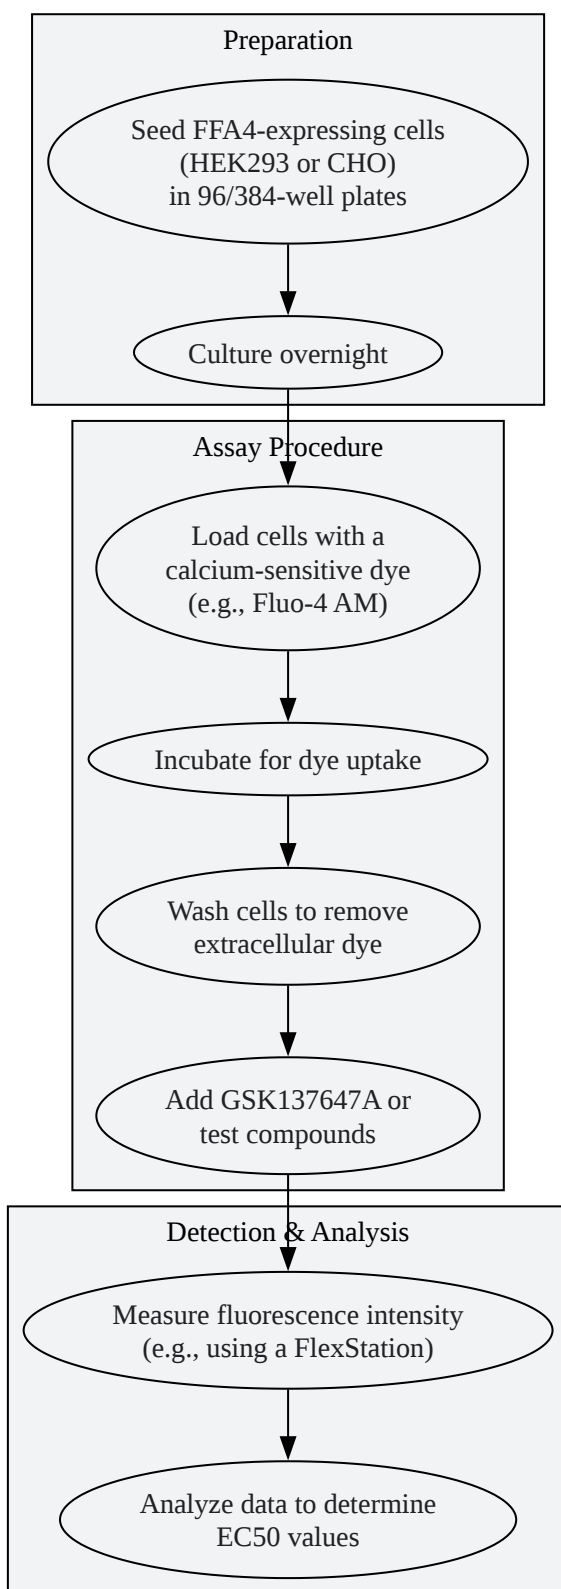 Preparation
Seed FFA4-expressing cells
(HEK293 or CHO)
in 96/384-well plates
Culture overnight
Assay Procedure
Load cells with a
calcium-sensitive dye
(e.g., Fluo-4 AM)
Incubate for dye uptake
Wash cells to remove
extracellular dye
Add GSK137647A or
test compounds
Detection & Analysis
Measure fluorescence intensity
(e.g., using a FlexStation)
Analyze data to determine
EC50 values